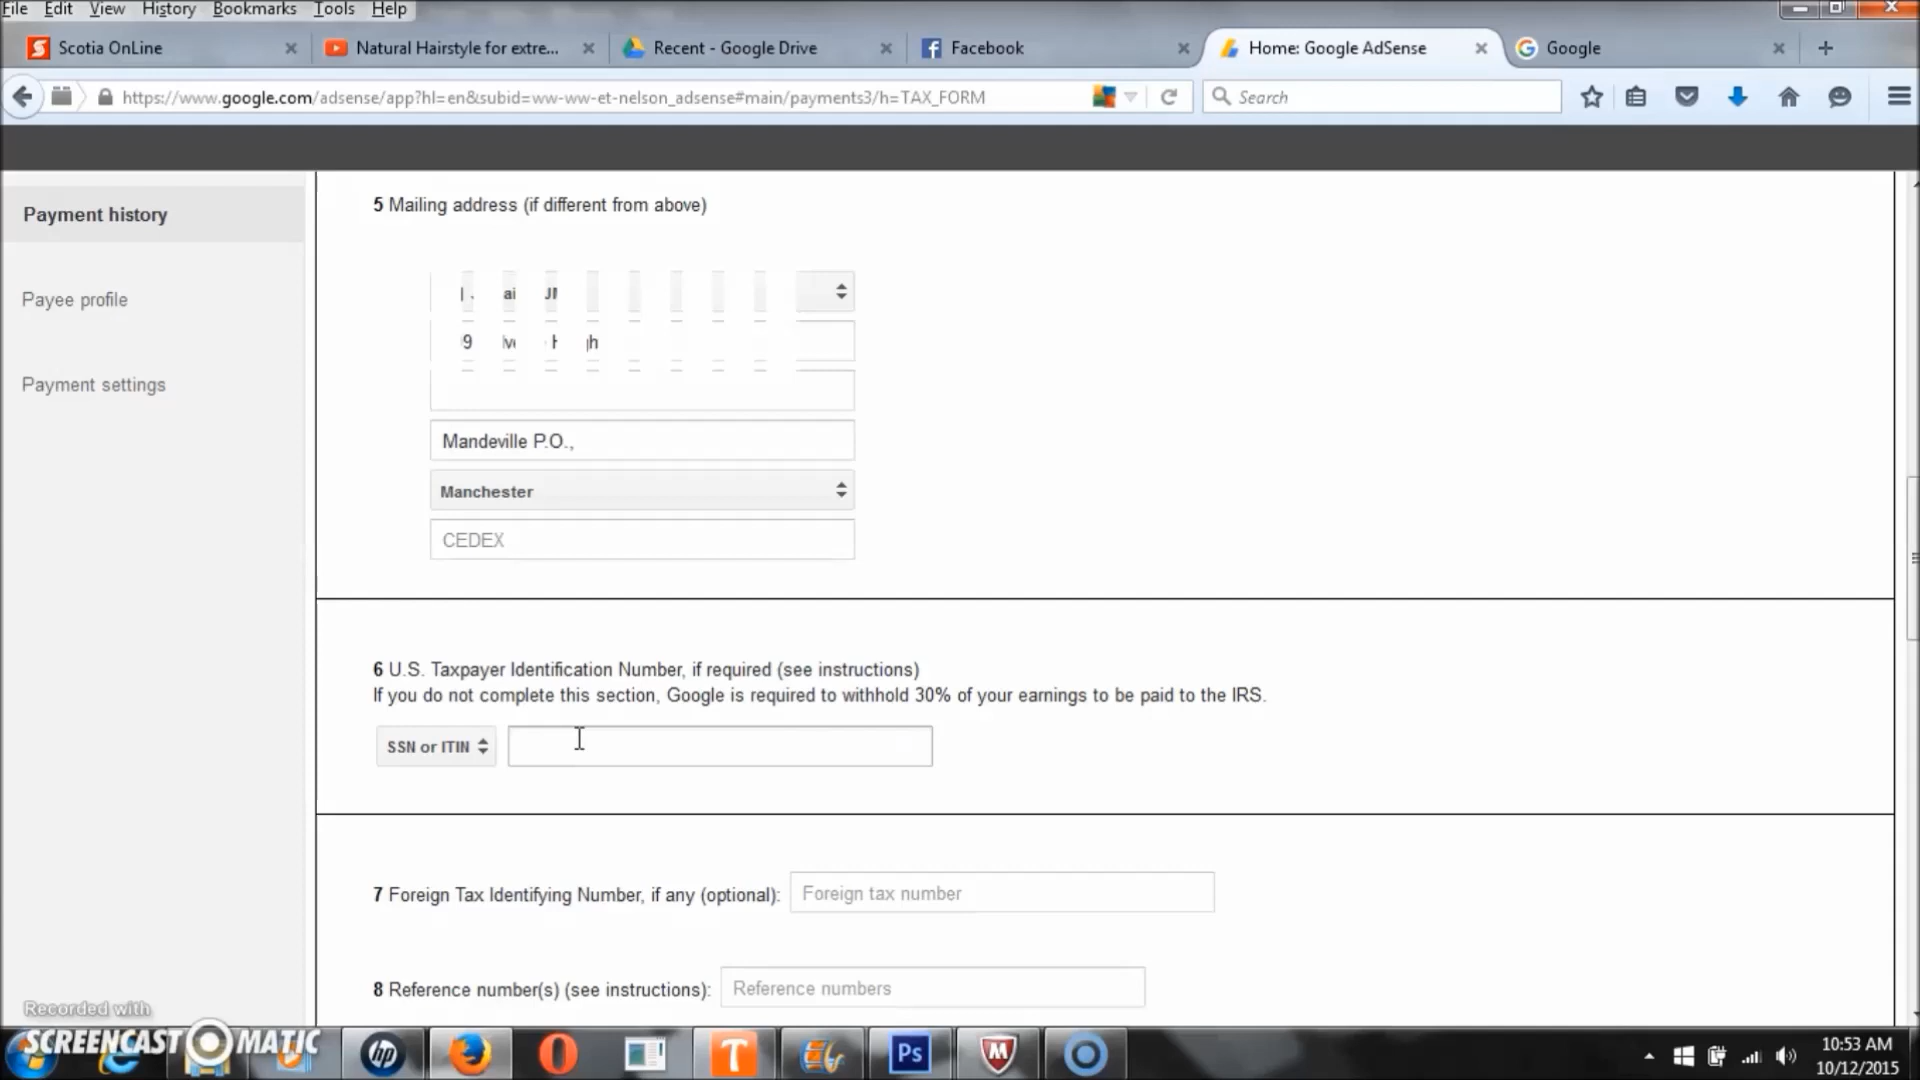 File Edit View History Bookmarks Tools Help
Scotia OnLine
Natural Hairstyle for extre...
Recent - Google Drive
Facebook
Home: Google AdSense
Google
https://www.google.com/adsense/app?hl=en&subid=ww-ww-et-nelson_adsense#main/payments3/h=TAX_FORM
Search
Payment history
Payee profile
Payment settings
5 Mailing address (if different from above)
Mandeville P.O.,
Manchester
CEDEX
6 U.S. Taxpayer Identification Number, if required (see instructions)
If you do not complete this section, Google is required to withhold 30% of your earnings to be paid to the IRS.
SSN or ITIN
7 Foreign Tax Identifying Number, if any (optional): Foreign tax number
8 Reference number(s) (see instructions): Reference numbers
Recorded with
SCREENCAST MATIC
hp
T
Ps
10:53 AM
10/12/2015